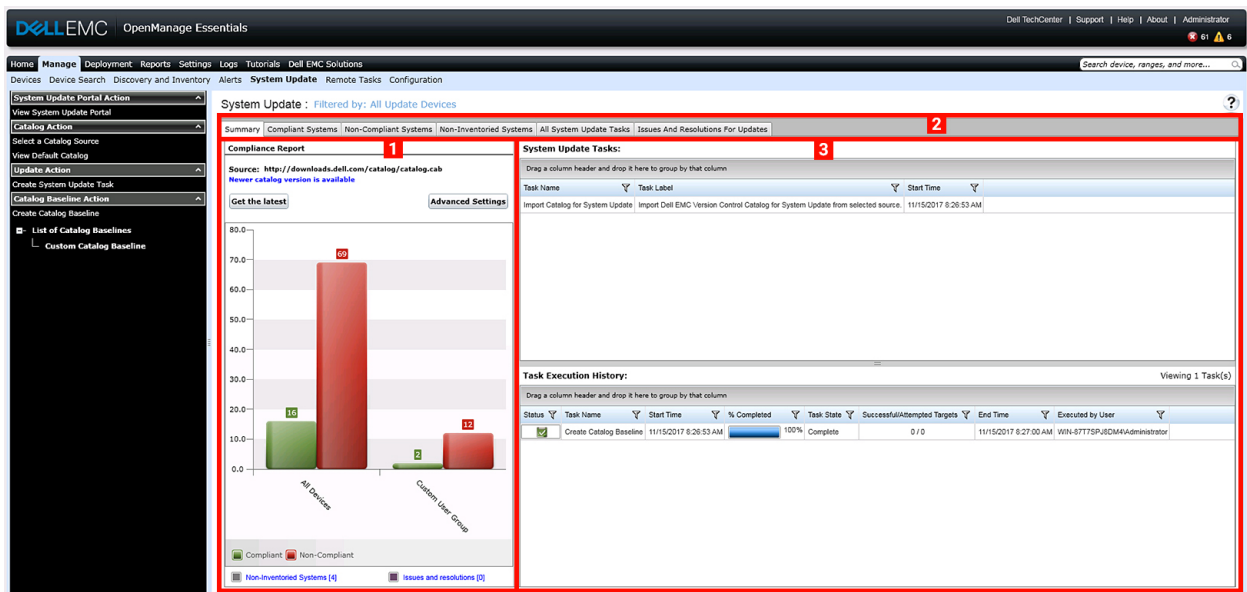 DELL EMC OpenManage Essentials
Dell TechCenter | Support | Help | About | Administrator
61 6
Home Manage Deployment Reports Settings Logs Tutorials Dell EMC Solutions
Search device, ranges, and more...
Devices Device Search Discovery and Inventory Alerts System Update Remote Tasks Configuration
System Update Portal Action
View System Update Portal
Catalog Action
Select a Catalog Source
View Default Catalog
Update Action
Create System Update Task
Catalog Baseline Action
Create Catalog Baseline
List of Catalog Baselines
Custom Catalog Baseline
System Update : Filtered by: All Update Devices
?
2
Summary Compliant Systems Non-Compliant Systems Non-Inventoried Systems All System Update Tasks Issues And Resolutions For Updates
Compliance Report
1
Source: http://downloads.dell.com/catalog/catalog.cab
Newer catalog version is available
Get the latest Advanced Settings
80.0
70.0
60.0
50.0
40.0
30.0
20.0
10.0
0.0
16
69
2
12
All Devices
Custom User Group
Compliant Non-Compliant
Non-Inventoried Systems [4] Issues and resolutions [0]
System Update Tasks:
3
Drag a column header and drop it here to group by that column
Task Name Task Label Start Time
Import Catalog for System Update Import Dell EMC Version Control Catalog for System Update from selected source. 11/15/2017 8:26:53 AM
Task Execution History: Viewing 1 Task(s)
Drag a column header and drop it here to group by that column
Status Task Name Start Time % Completed Task State Successful/Attempted Targets End Time Executed by User
Create Catalog Baseline 11/15/2017 8:26:53 AM 100% Complete 0 / 0 11/15/2017 8:27:00 AM WIN-87T7SPJ8DM4\Administrator